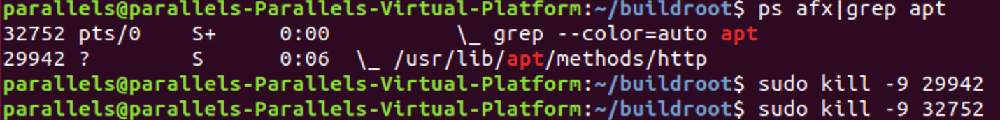 parallels@parallels-Parallels-Virtual-Platform:~/buildroot$ ps afx|grep apt
32752 pts/0    S+     0:00          \_ grep --color=auto apt
29942 ?        S      0:06  \_ /usr/lib/apt/methods/http
parallels@parallels-Parallels-Virtual-Platform:~/buildroot$ sudo kill -9 29942
parallels@parallels-Parallels-Virtual-Platform:~/buildroot$ sudo kill -9 32752